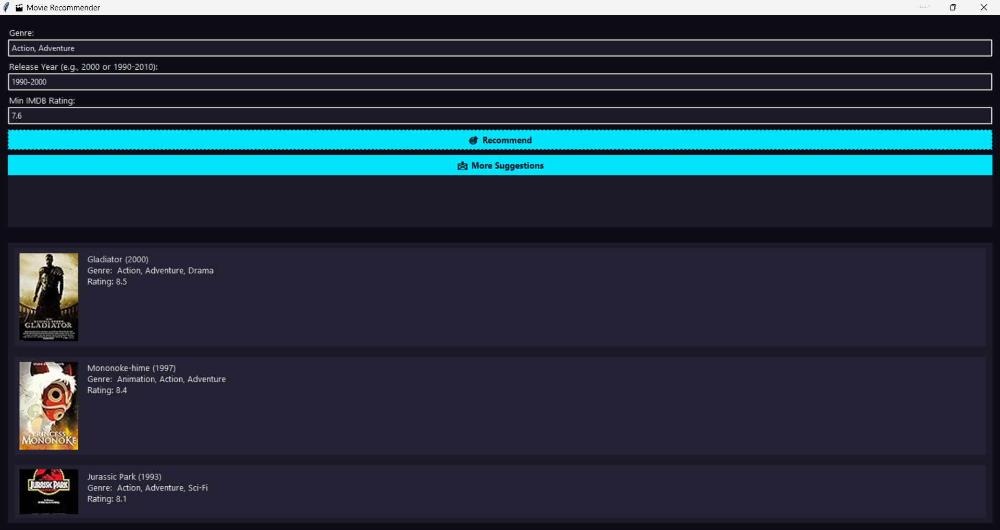 Movie Recommender
Genre:
Action, Adventure
Release Year (e.g., 2000 or 1990-2010):
1990-2000
Min IMDB Rating:
7.6
Recommend
More Suggestions
Gladiator (2000)
Genre: Action, Adventure, Drama
Rating: 8.5
GLADIATOR
Mononoke-hime (1997)
Genre: Animation, Action, Adventure
Rating: 8.4
PRINCESS
MONONOKE
Jurassic Park (1993)
Genre: Action, Adventure, Sci-Fi
Rating: 8.1
JURASSIC PARK